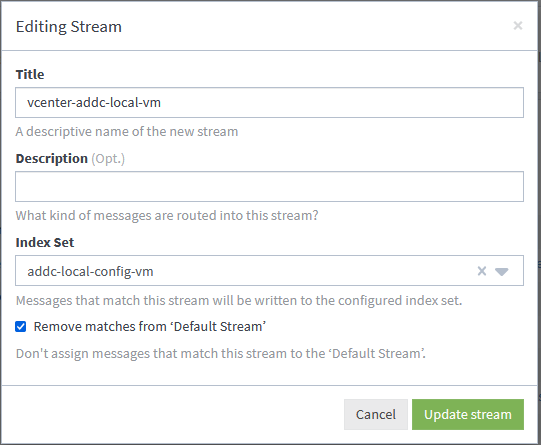 Editing Stream ×
Title
vcenter-addc-local-vm
A descriptive name of the new stream
Description (Opt.)
What kind of messages are routed into this stream?
Index Set
addc-local-config-vm
Messages that match this stream will be written to the configured index set.
Remove matches from ‘Default Stream’
Don't assign messages that match this stream to the ‘Default Stream’.
Cancel Update stream